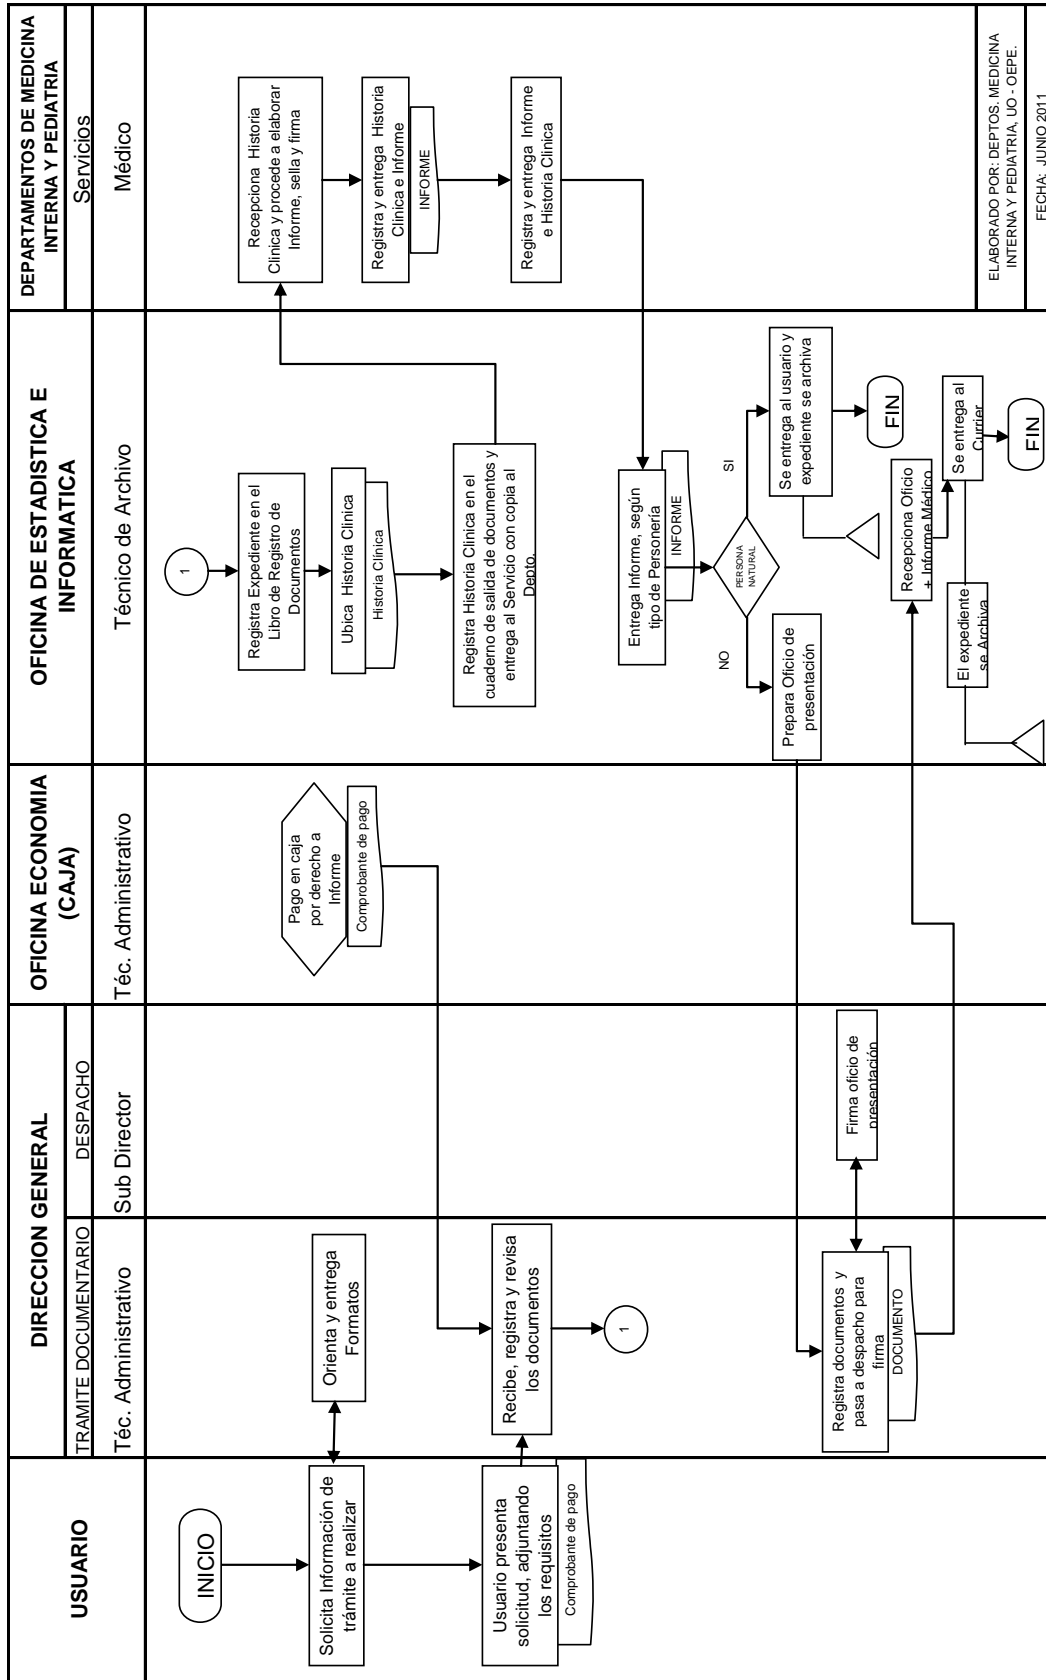 USUARIO
DIRECCION GENERAL
TRAMITE DOCUMENTARIO
DESPACHO
Téc. Administrativo
Sub Director
OFICINA ECONOMIA
(CAJA)
Téc. Administrativo
OFICINA DE ESTADISTICA E
INFORMATICA
Técnico de Archivo
DEPARTAMENTOS DE MEDICINA
INTERNA Y PEDIATRIA
Servicios
Médico
INICIO
Solicita Información de
trámite a realizar
Usuario presenta
solicitud, adjuntando
los requisitos
Comprobante de pago
Orienta y entrega
Formatos
Recibe, registra y revisa
los documentos
1
Registra documentos y
pasa a despacho para
firma
DOCUMENTO
Firma oficio de
presentación
Pago en caja
por derecho a
Informe
Comprobante de pago
1
Registra Expediente en el
Libro de Registro de
Documentos
Ubica Historia Clinica
Historia Clínica
Registra Historia Clinica en el
cuaderno de salida de documentos y
entrega al Servicio con copia al
Depto.
Entrega Informe, según
tipo de Personería
INFORME
PERSONA
NATURAL
NO
SI
Prepara Oficio de
presentación
Se entrega al usuario y
expediente se archiva
FIN
Recepciona Oficio
+ Informe Médico
Se entrega al
Currier
El expediente
se Archiva
FIN
Recepciona Historia
Clinica y procede a elaborar
Informe, sella y firma
Registra y entrega Historia
Clinica e Informe
INFORME
Registra y entrega Informe
e Historia Clinica
ELABORADO POR: DEPTOS. MEDICINA
INTERNA Y PEDIATRIA, UO - OEPE.
FECHA: JUNIO 2011